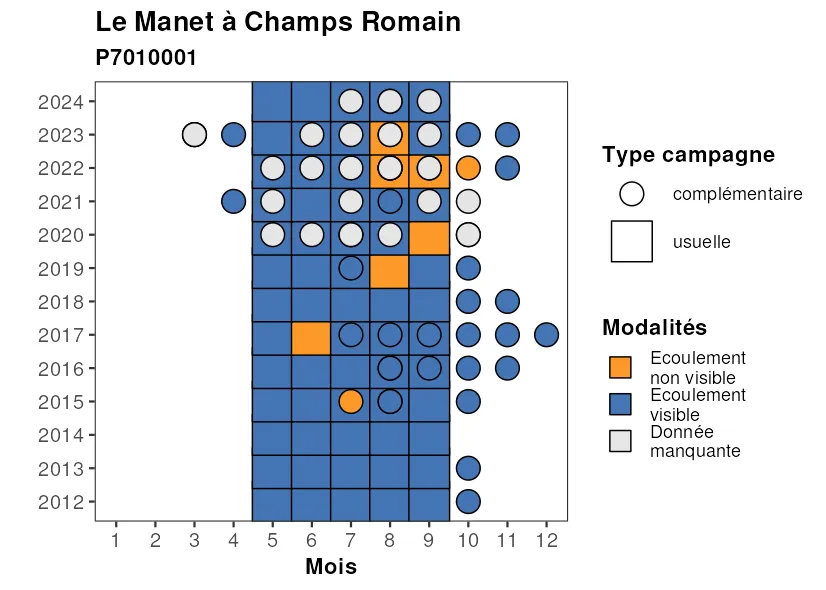 Le Manet à Champs Romain
P7010001
2024
2023
2022
2021
2020
2019
2018
2017
2016
2015
2014
2013
2012
1 2 3 4 5 6 7 8 9 10 11 12
Mois
Type campagne
complémentaire
usuelle
Modalités
Ecoulement
non visible
Ecoulement
visible
Donnée
manquante